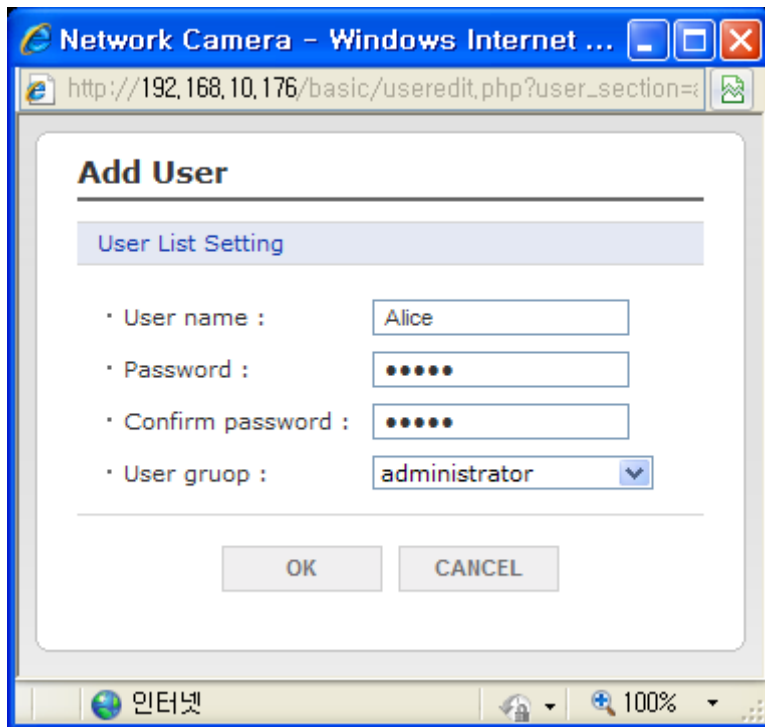 Network Camera - Windows Internet ...
http://192,168,10,176/basic/useredit,php?user_section=a
Add User
User List Setting
· User name : Alice
· Password : •••••
· Confirm password : •••••
· User gruop : administrator
OK CANCEL
인터넷 100%